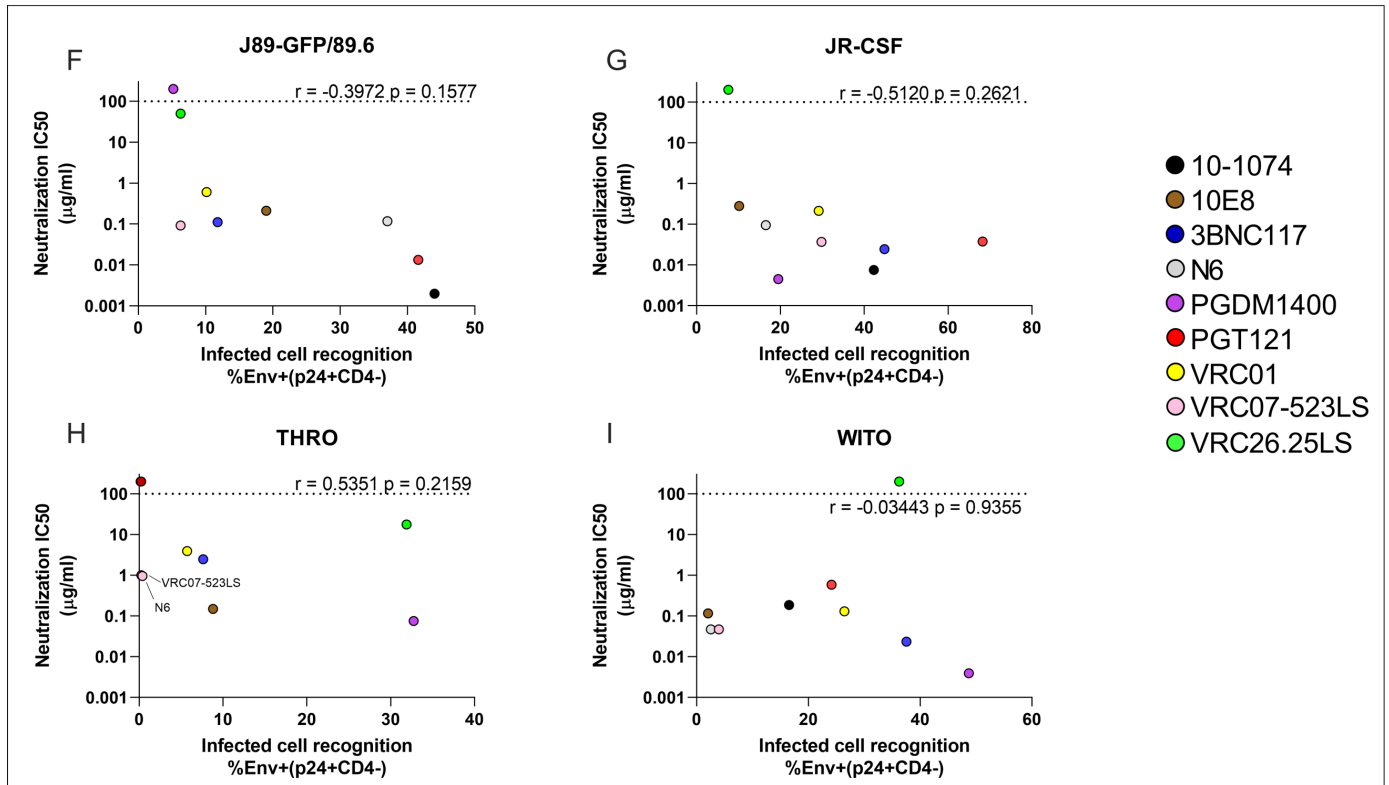 F
J89-GFP/89.6
r = -0.3972 p = 0.1577
Neutralization IC50
(µg/ml)
100
10
1
0.1
0.01
0.001
0 10 20 30 40 50
Infected cell recognition
%Env+(p24+CD4-)
G
JR-CSF
r = -0.5120 p = 0.2621
Neutralization IC50
(µg/ml)
100
10
1
0.1
0.01
0.001
0 20 40 60 80
Infected cell recognition
%Env+(p24+CD4-)
10-1074
10E8
3BNC117
N6
PGDM1400
PGT121
VRC01
VRC07-523LS
VRC26.25LS
H
THRO
r = 0.5351 p = 0.2159
Neutralization IC50
(µg/ml)
100
10
1
0.1
0.01
0.001
VRC07-523LS
N6
0 10 20 30 40
Infected cell recognition
%Env+(p24+CD4-)
I
WITO
r = -0.03443 p = 0.9355
Neutralization IC50
(µg/ml)
100
10
1
0.1
0.01
0.001
0 20 40 60
Infected cell recognition
%Env+(p24+CD4-)